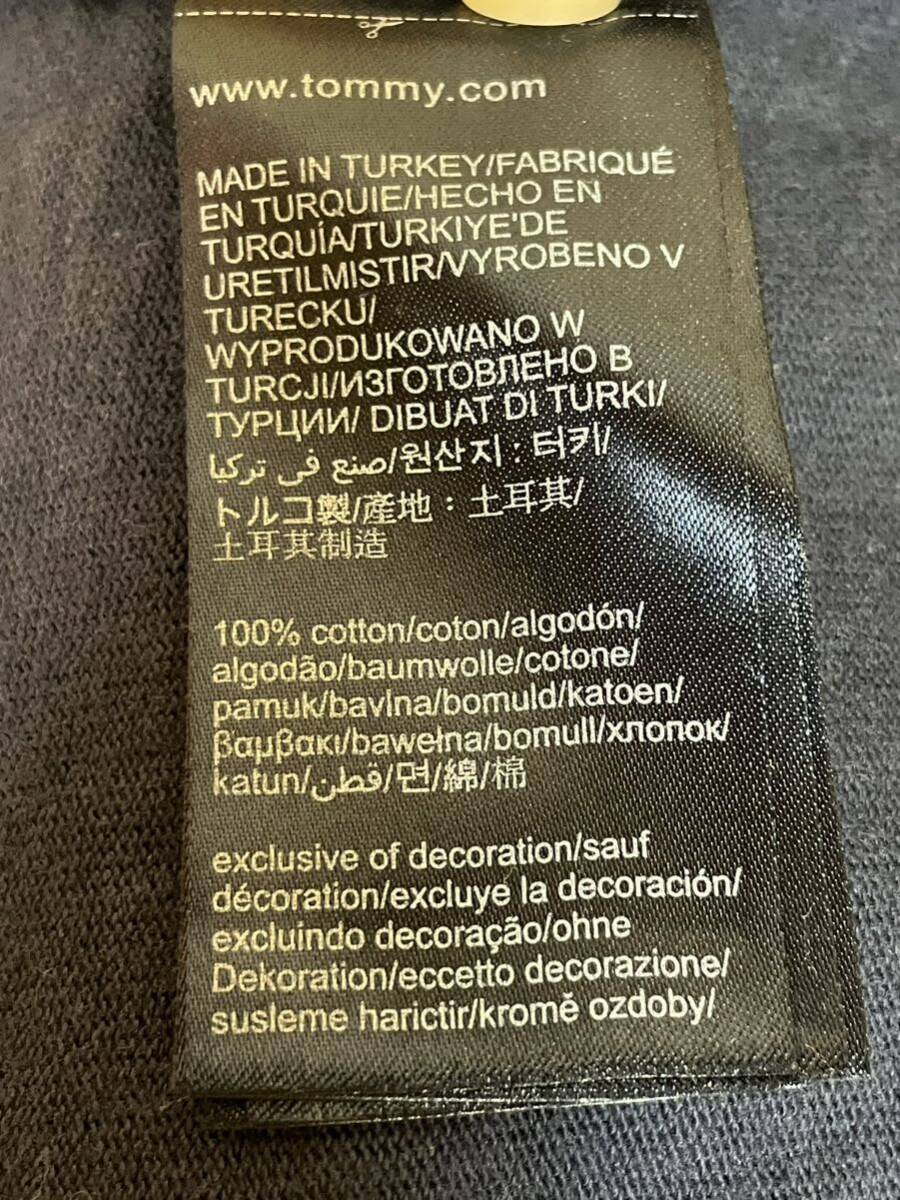 www.tommy.com
MADE IN TURKEY/FABRIQUÉ
EN TURQUIE/HECHO EN
TURQUÍA/TURKIYE'DE
URETILMISTIR/VYROBENO V
TURECKU/
WYPRODUKOWANO W
TURCJI/ИЗГОТОВЛЕНО В
ТУРЦИИ/ DIBUAT DI TURKI/
صنع في تركيا/원산지 : 터키/
トルコ製/產地 : 土耳其/
土耳其制造
100% cotton/coton/algodón/
algodão/baumwolle/cotone/
pamuk/bavlna/bomuld/katoen/
βαμβακι/bawełna/bomull/хлопок/
katun/قطن/면/綿/棉
exclusive of decoration/sauf
décoration/excluye la decoración/
excluindo decoração/ohne
Dekoration/eccetto decorazione/
susleme harictir/kromě ozdoby/